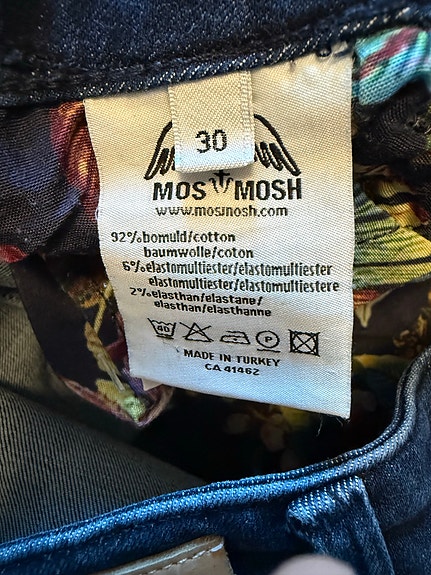 30
MOS MOSH
www.mosmosh.com
92%bomuld/cotton
baumwolle/coton
6%elastomultiester/elastomultiester
elastomultiester/elastomultiestere
2%elasthan/elastane/
elasthan/elasthanne
40 P
MADE IN TURKEY
CA 41462